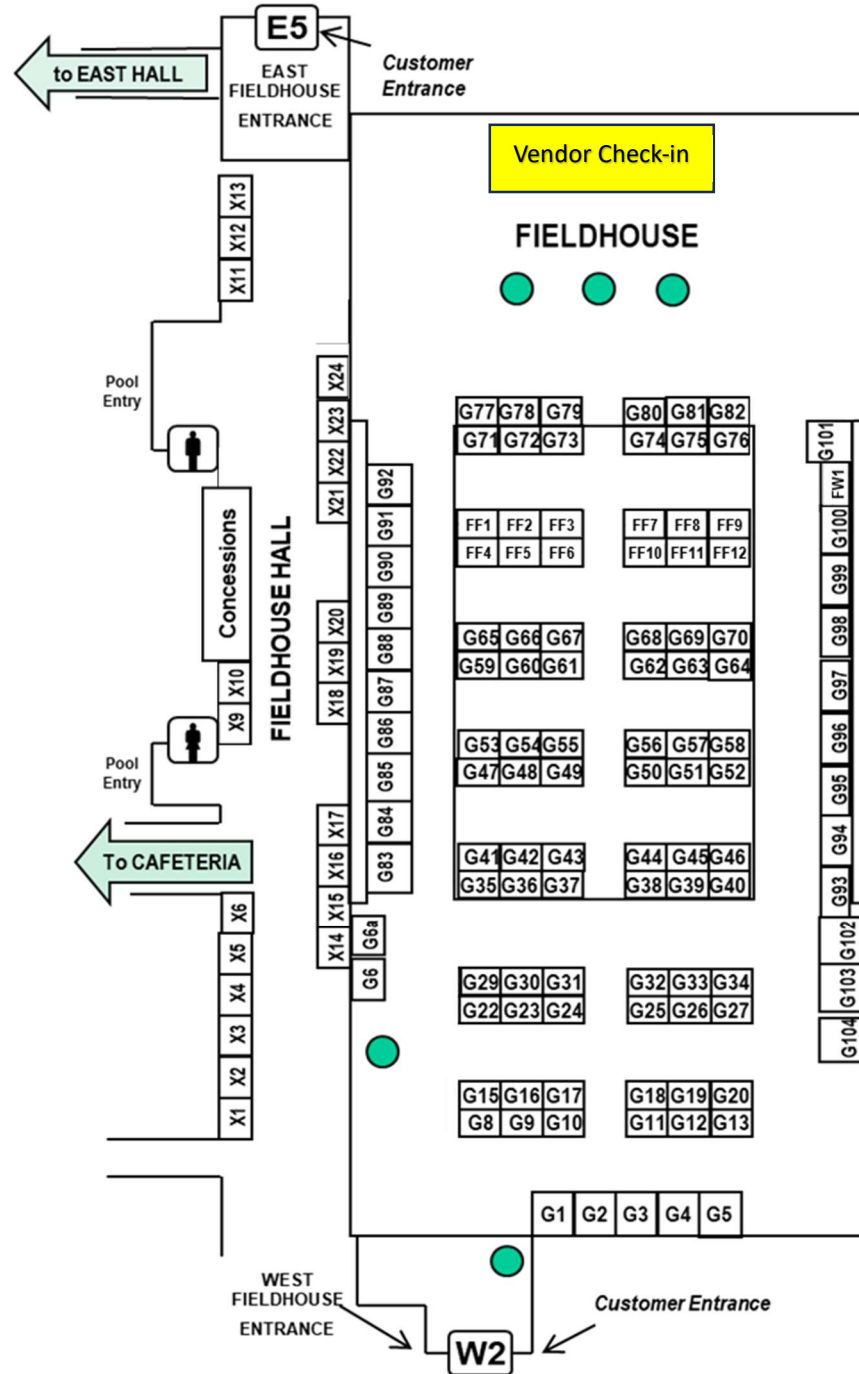 E5
Customer
Entrance
to EAST HALL
EAST
FIELDHOUSE
ENTRANCE
Vendor Check-in
FIELDHOUSE
X13
X12
X11
Pool
Entry
Concessions
X10
X9
Pool
Entry
To CAFETERIA
X6
X5
X4
X3
X2
X1
FIELDHOUSE HALL
X24
X23
X22
X21
X20
X19
X18
X17
X16
X15
X14
G92
G91
G90
G89
G88
G87
G86
G85
G84
G83
G6a
G6
G77 G78 G79 G80 G81 G82
G71 G72 G73 G74 G75 G76
FF1 FF2 FF3 FF7 FF8 FF9
FF4 FF5 FF6 FF10 FF11 FF12
G65 G66 G67 G68 G69 G70
G59 G60 G61 G62 G63 G64
G53 G54 G55 G56 G57 G58
G47 G48 G49 G50 G51 G52
G41 G42 G43 G44 G45 G46
G35 G36 G37 G38 G39 G40
G29 G30 G31 G32 G33 G34
G22 G23 G24 G25 G26 G27
G15 G16 G17 G18 G19 G20
G8 G9 G10 G11 G12 G13
G101
FW1
G100
G99
G98
G97
G96
G95
G94
G93
G102
G103
G104
G1 G2 G3 G4 G5
WEST
FIELDHOUSE
ENTRANCE
Customer Entrance
W2